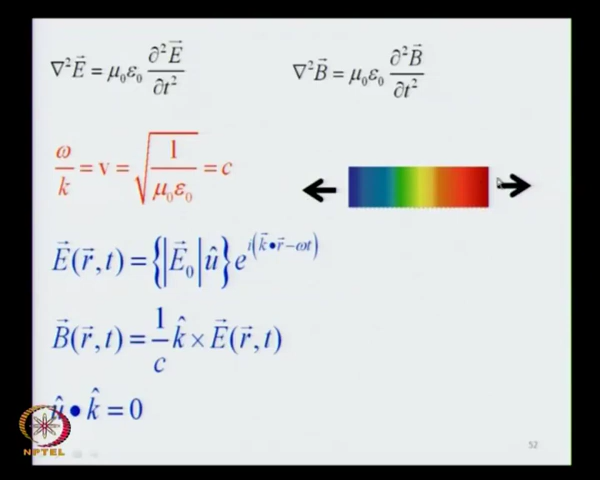 ∇²E⃗ = μ₀ε₀ ∂²E⃗/∂t²
∇²B⃗ = μ₀ε₀ ∂²B⃗/∂t²
ω/k = v = √(1/μ₀ε₀) = c
E⃗(r⃗,t) = {|E⃗₀|û}e^{i(k⃗•r⃗−ωt)}
B⃗(r⃗,t) = (1/c) k̂ × E⃗(r⃗,t)
û • k̂ = 0
NPTEL
52